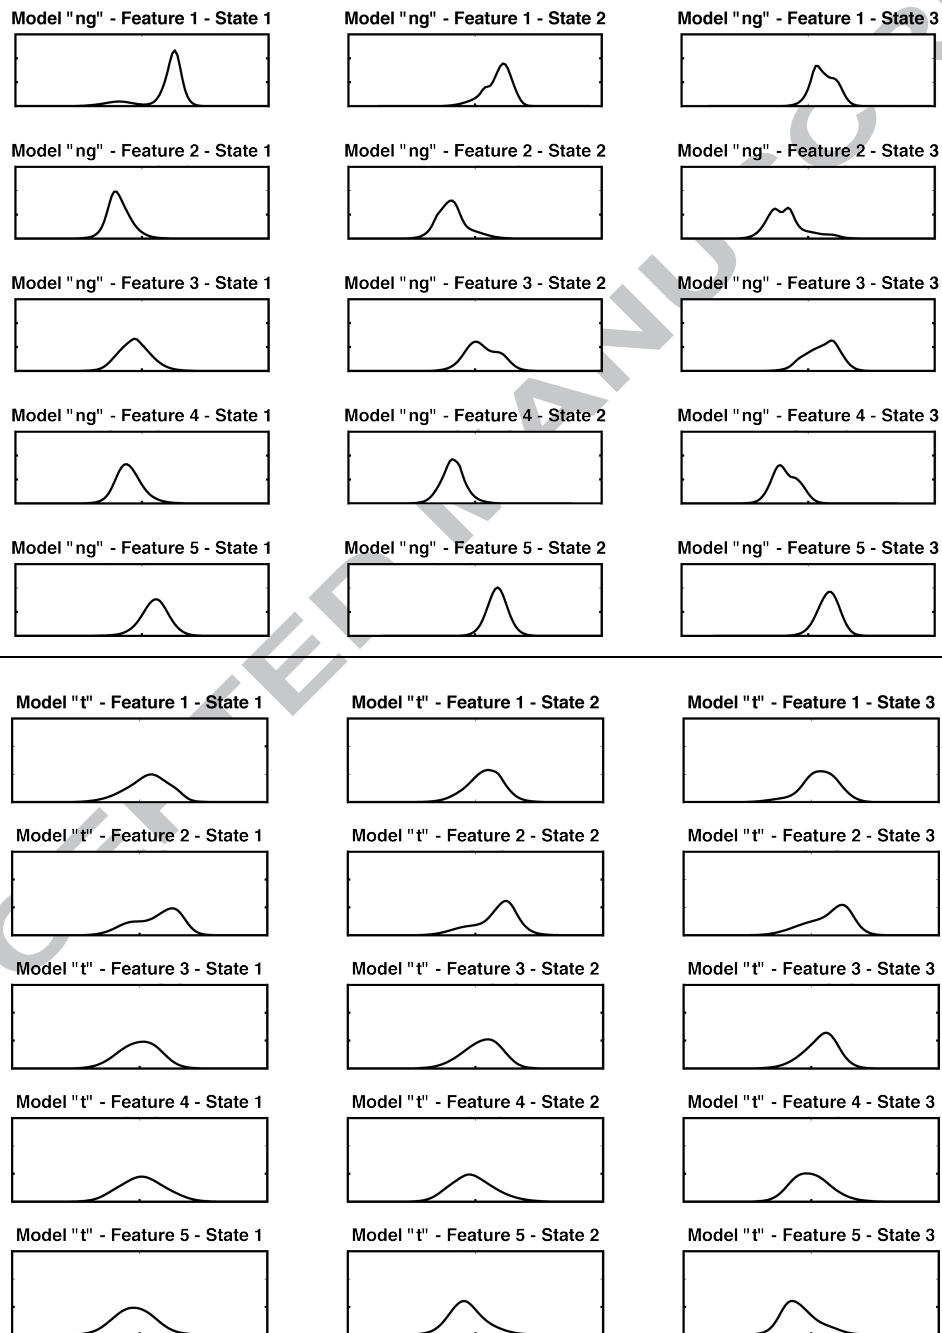 Model "ng" - Feature 1 - State 1 Model "ng" - Feature 1 - State 2 Model "ng" - Feature 1 - State 3
Model "ng" - Feature 2 - State 1 Model "ng" - Feature 2 - State 2 Model "ng" - Feature 2 - State 3
Model "ng" - Feature 3 - State 1 Model "ng" - Feature 3 - State 2 Model "ng" - Feature 3 - State 3
Model "ng" - Feature 4 - State 1 Model "ng" - Feature 4 - State 2 Model "ng" - Feature 4 - State 3
Model "ng" - Feature 5 - State 1 Model "ng" - Feature 5 - State 2 Model "ng" - Feature 5 - State 3
Model "t" - Feature 1 - State 1 Model "t" - Feature 1 - State 2 Model "t" - Feature 1 - State 3
Model "t" - Feature 2 - State 1 Model "t" - Feature 2 - State 2 Model "t" - Feature 2 - State 3
Model "t" - Feature 3 - State 1 Model "t" - Feature 3 - State 2 Model "t" - Feature 3 - State 3
Model "t" - Feature 4 - State 1 Model "t" - Feature 4 - State 2 Model "t" - Feature 4 - State 3
Model "t" - Feature 5 - State 1 Model "t" - Feature 5 - State 2 Model "t" - Feature 5 - State 3